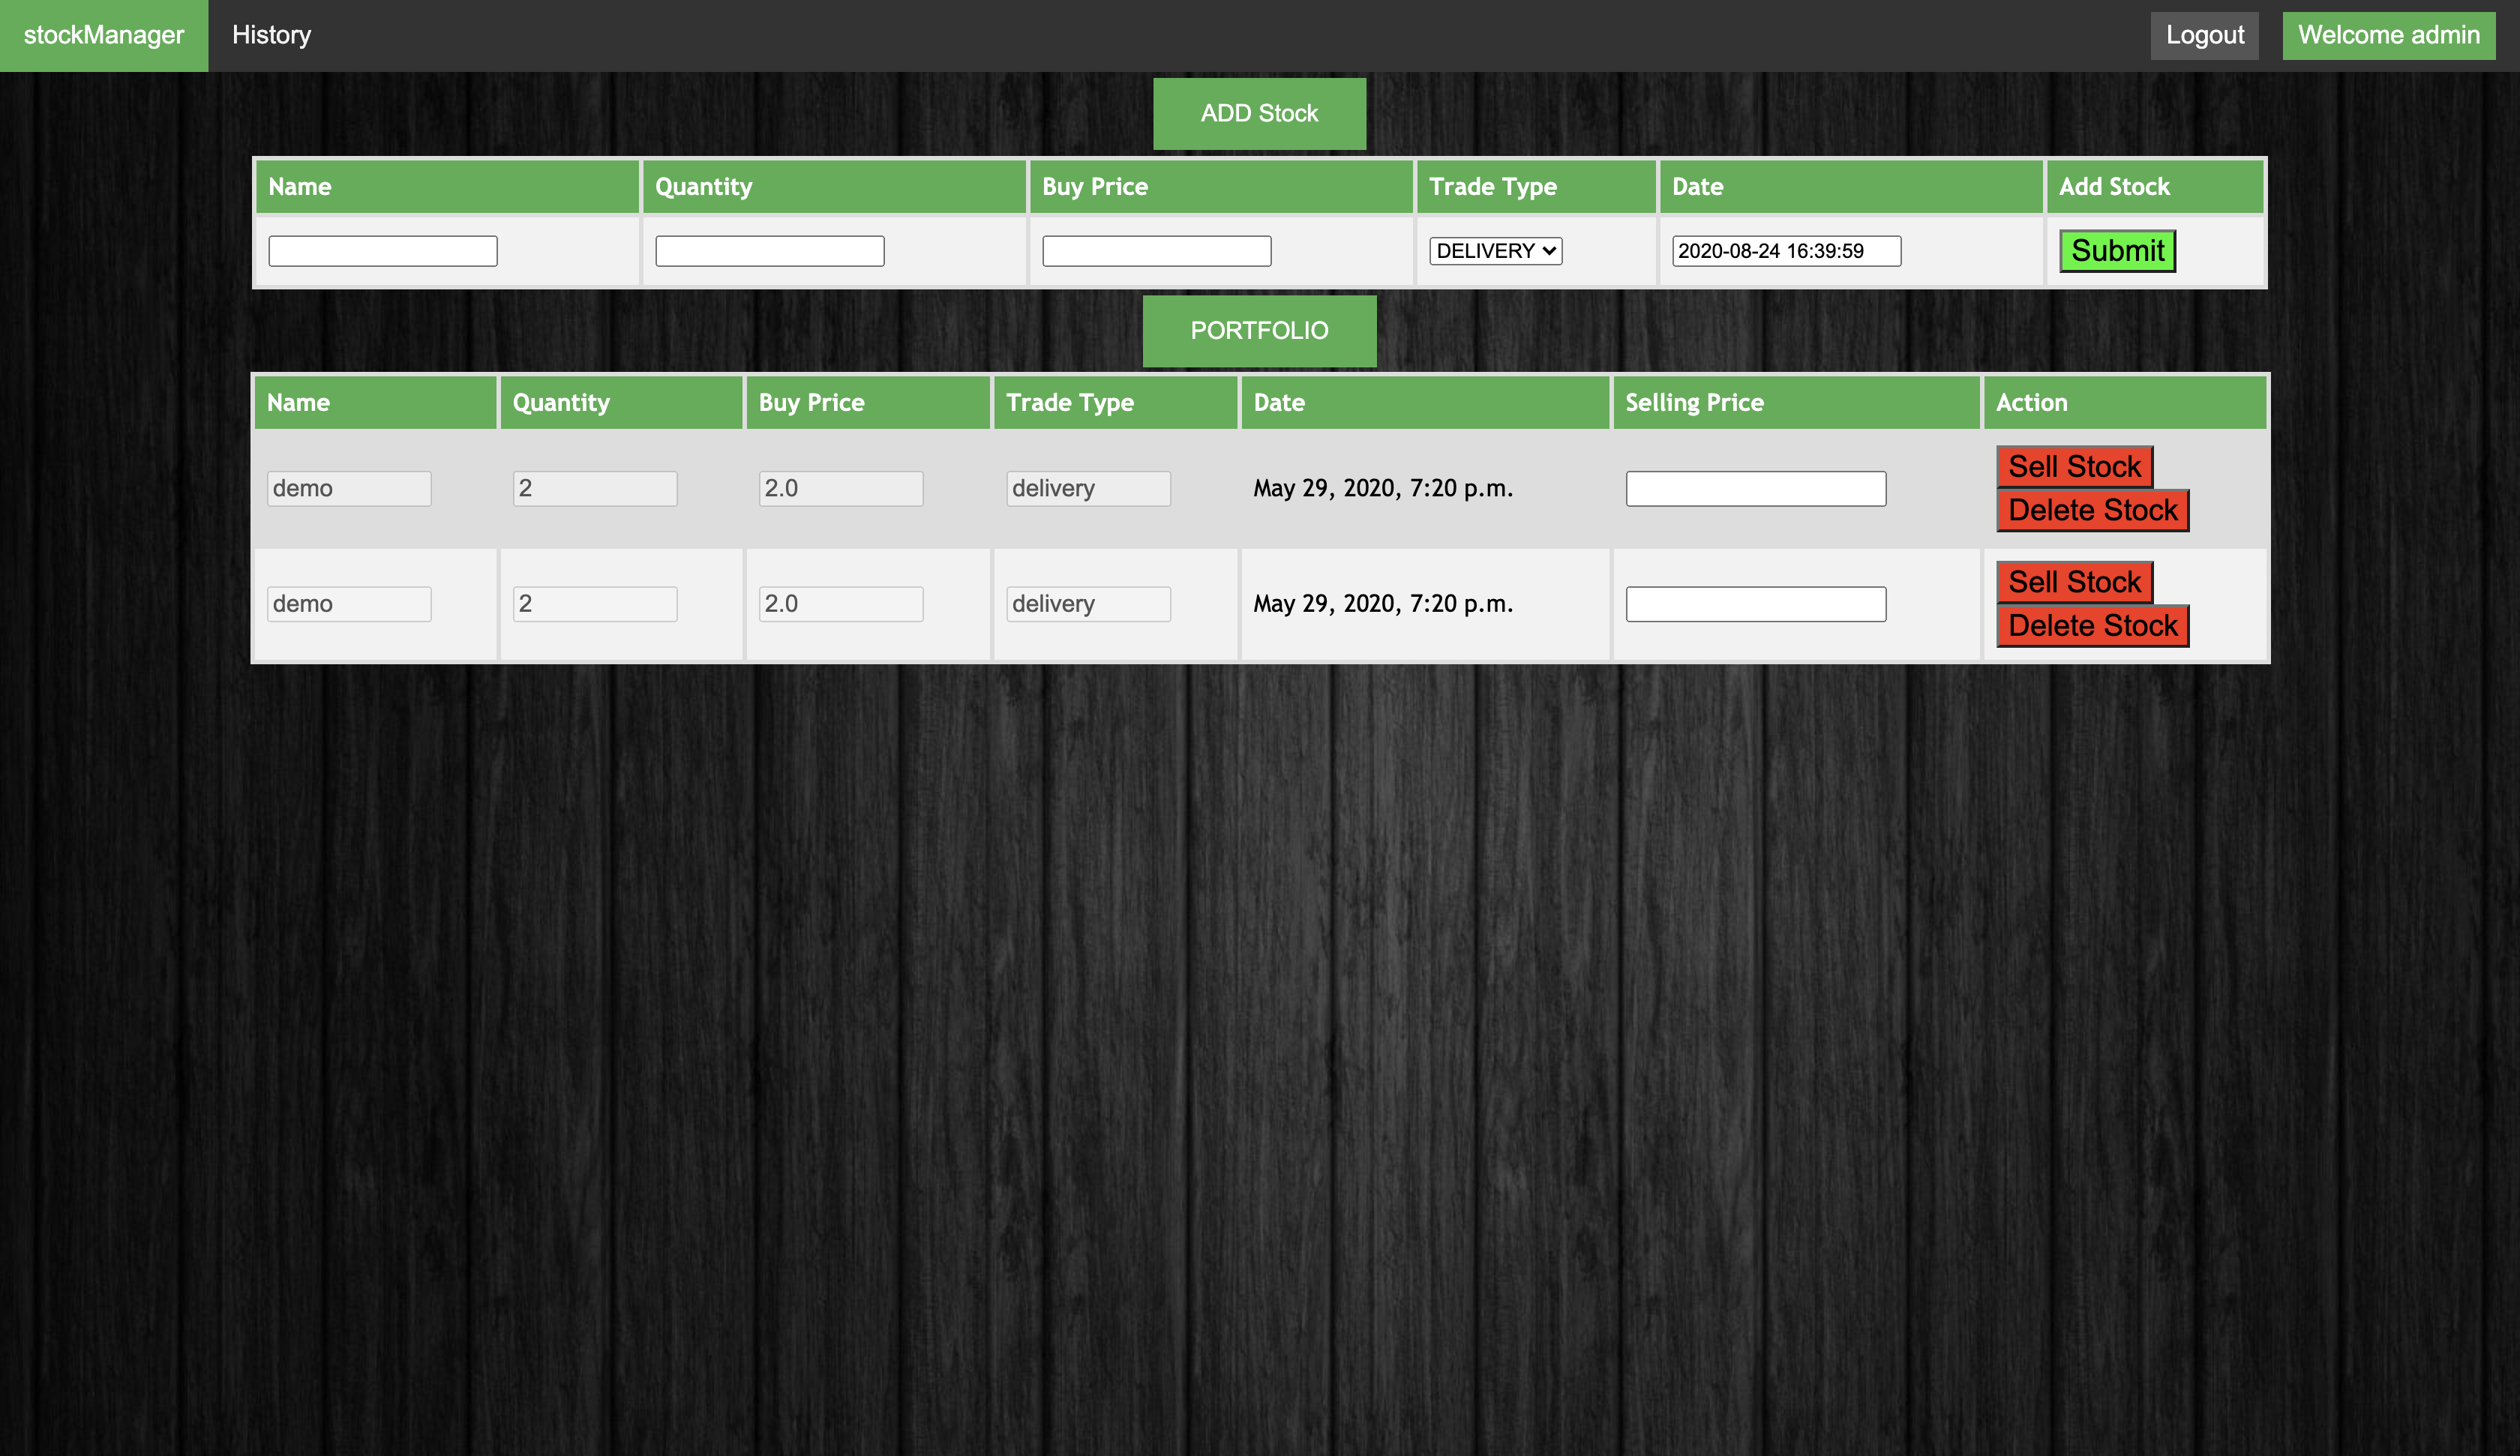 stockManager History Logout Welcome admin
ADD Stock
Name Quantity Buy Price Trade Type Date Add Stock
DELIVERY 2020-08-24 16:39:59 Submit
PORTFOLIO
Name Quantity Buy Price Trade Type Date Selling Price Action
demo 2 2.0 delivery May 29, 2020, 7:20 p.m. Sell Stock
Delete Stock
demo 2 2.0 delivery May 29, 2020, 7:20 p.m. Sell Stock
Delete Stock